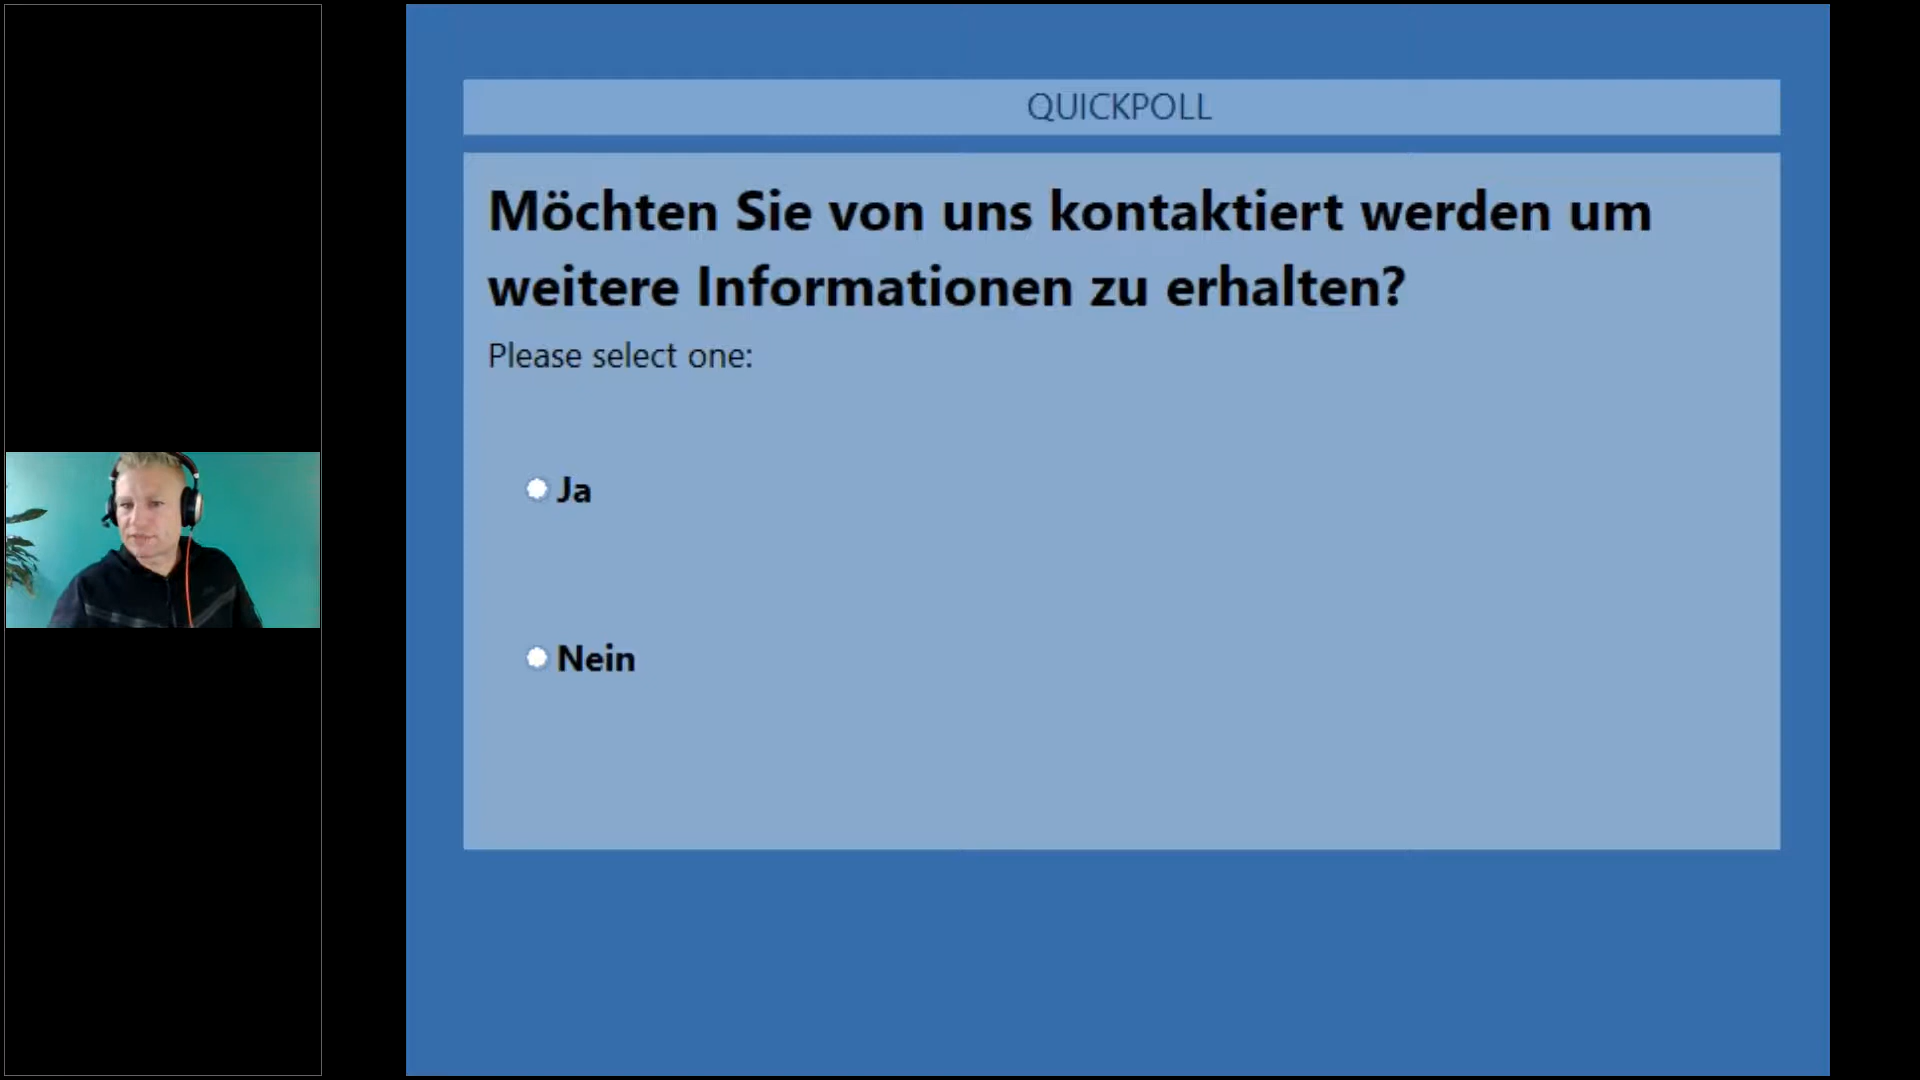 QUICKPOLL
Möchten Sie von uns kontaktiert werden um
weitere Informationen zu erhalten?
Please select one:
Ja
Nein